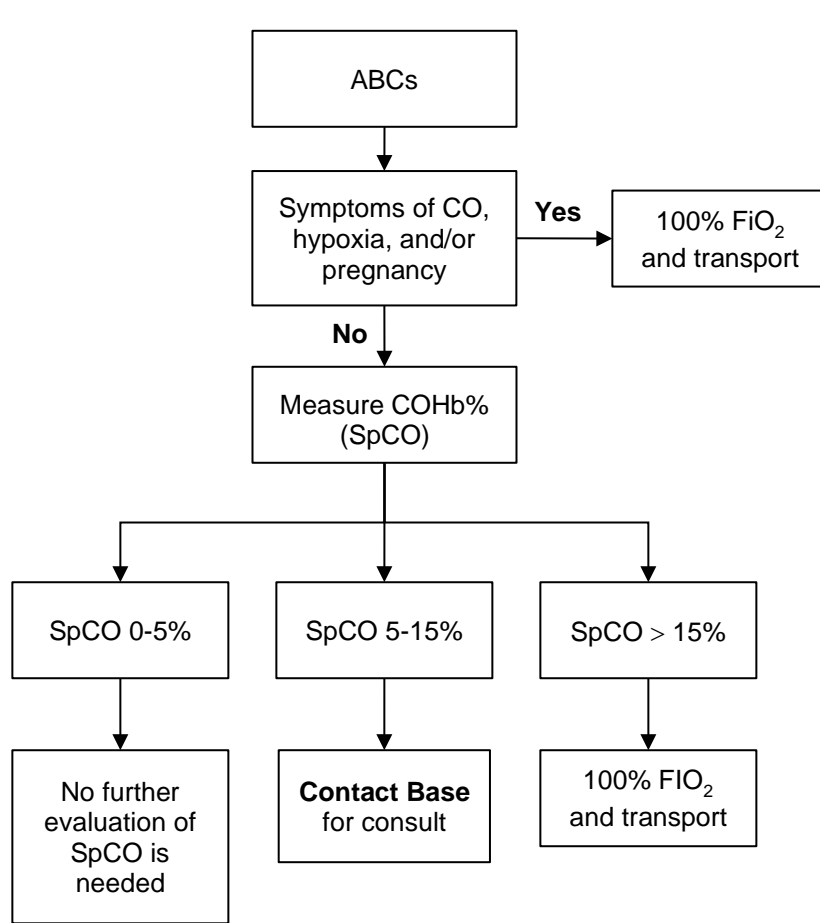 ABCs
Symptoms of CO,
hypoxia, and/or
pregnancy
Yes
100% FiO₂
and transport
No
Measure COHb%
(SpCO)
SpCO 0-5%
SpCO 5-15%
SpCO > 15%
No further
evaluation of
SpCO is
needed
Contact Base
for consult
100% FIO₂
and transport